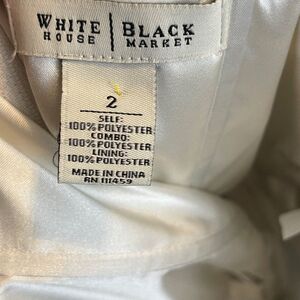 WHITE | BLACK
HOUSE | MARKET
2
SELF:
100% POLYESTER
COMBO:
100% POLYESTER
LINING:
100% POLYESTER
MADE IN CHINA
RN 111459